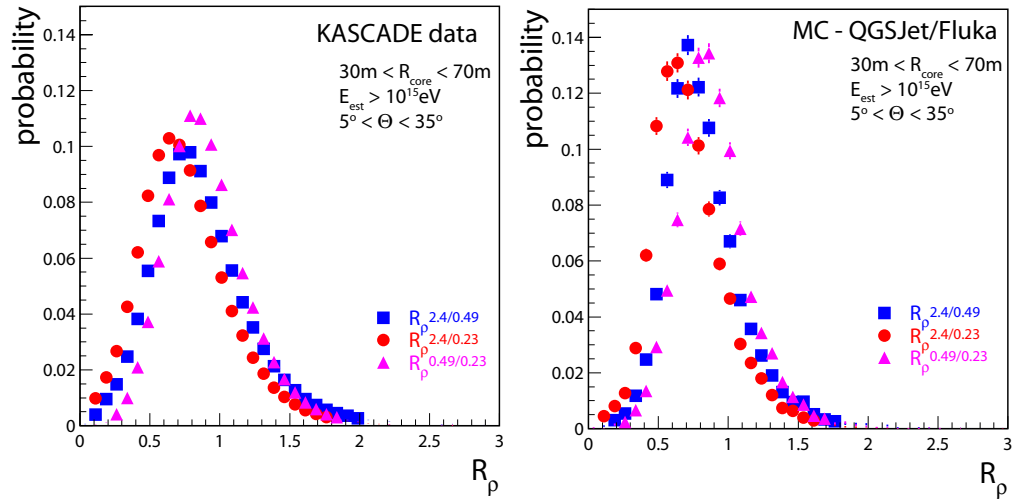 KASCADE data
30m < R_core < 70m
E_est > 10^15eV
5° < Θ < 35°
R_ρ^2.4/0.49
R_ρ^2.4/0.23
R_ρ^0.49/0.23
probability
0.14
0.12
0.1
0.08
0.06
0.04
0.02
0
0 0.5 1 1.5 2 2.5 3
R_ρ
MC - QGSJet/Fluka
30m < R_core < 70m
E_est > 10^15eV
5° < Θ < 35°
R_ρ^2.4/0.49
R_ρ^2.4/0.23
R_ρ^0.49/0.23
probability
0.14
0.12
0.1
0.08
0.06
0.04
0.02
0
0 0.5 1 1.5 2 2.5 3
R_ρ